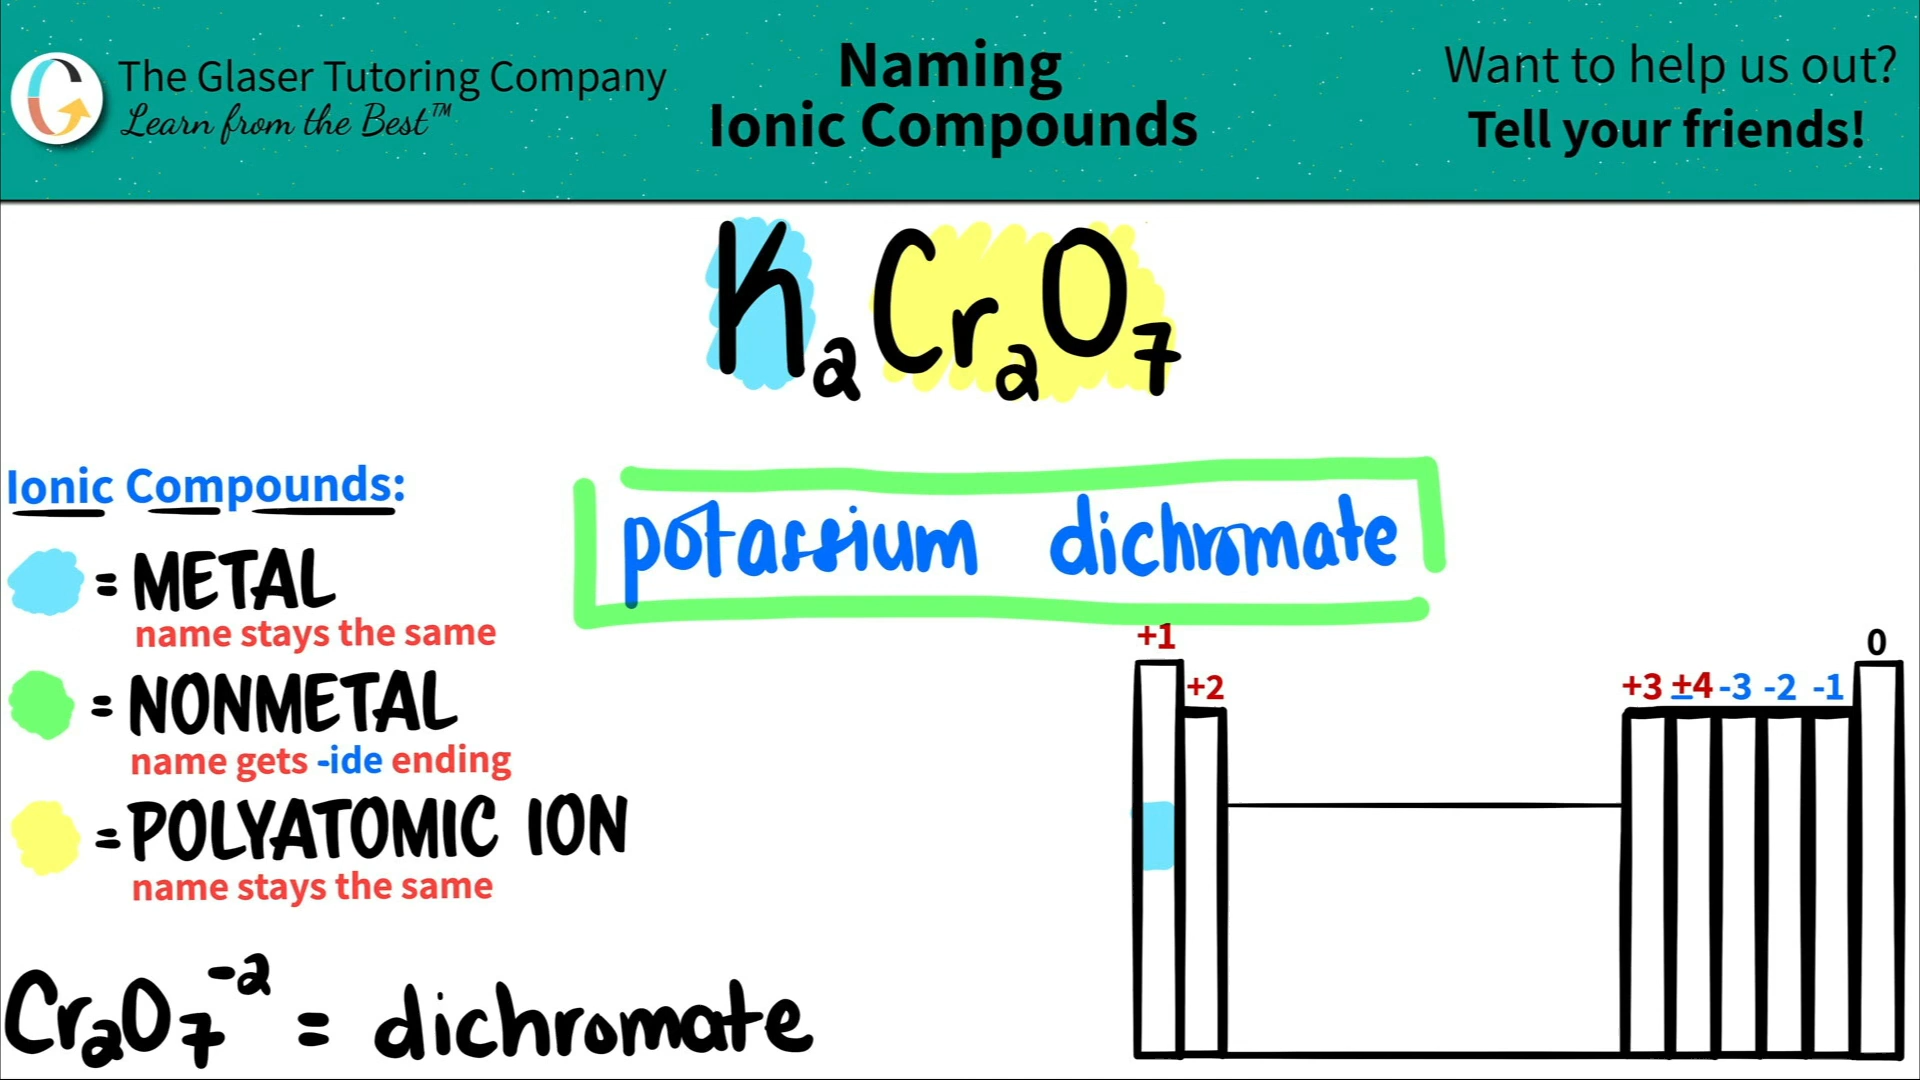 The Glaser Tutoring Company
Learn from the Best™
Naming
Ionic Compounds
Want to help us out?
Tell your friends!
K₂Cr₂O₇
potassium dichromate
Ionic Compounds:
= METAL
name stays the same
= NONMETAL
name gets -ide ending
= POLYATOMIC ION
name stays the same
Cr₂O₇⁻² = dichromate
+1
0
+2
+3 ±4 -3 -2 -1